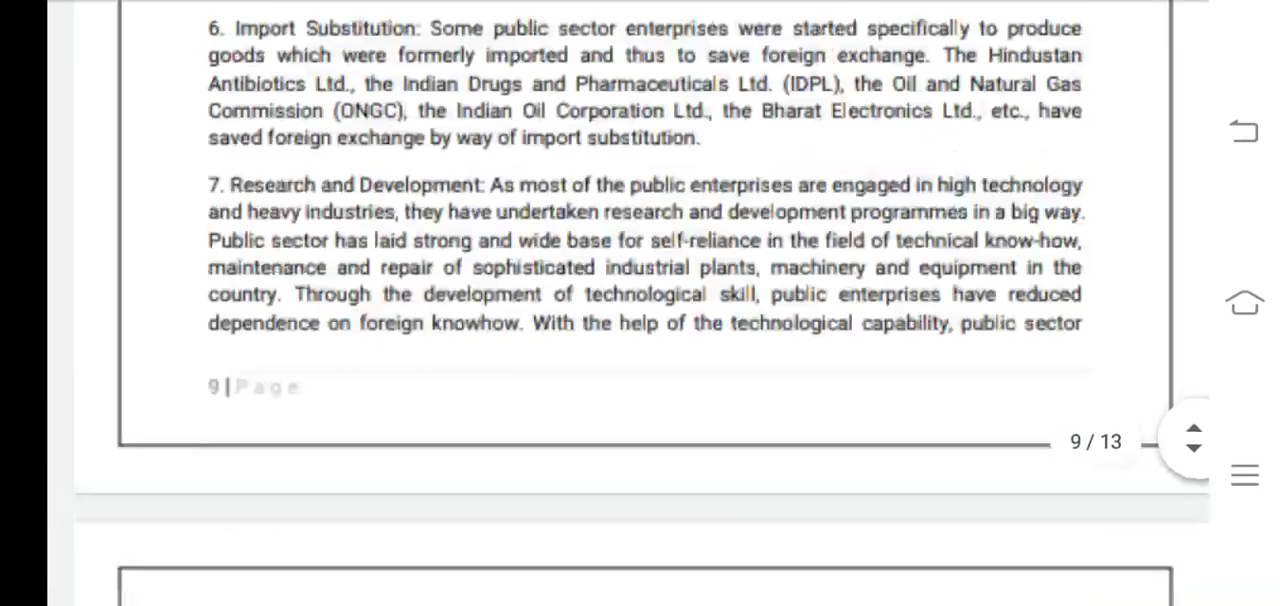 6. Import Substitution: Some public sector enterprises were started specifically to produce
goods which were formerly imported and thus to save foreign exchange. The Hindustan
Antibiotics Ltd., the Indian Drugs and Pharmaceuticals Ltd. (IDPL), the Oil and Natural Gas
Commission (ONGC), the Indian Oil Corporation Ltd., the Bharat Electronics Ltd., etc., have
saved foreign exchange by way of import substitution.
7. Research and Development: As most of the public enterprises are engaged in high technology
and heavy industries, they have undertaken research and development programmes in a big way.
Public sector has laid strong and wide base for self-reliance in the field of technical know-how,
maintenance and repair of sophisticated industrial plants, machinery and equipment in the
country. Through the development of technological skill, public enterprises have reduced
dependence on foreign knowhow. With the help of the technological capability, public sector
9 | Page
9 / 13